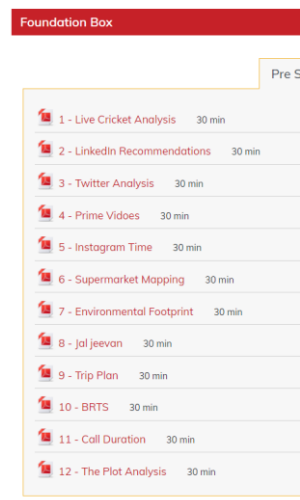 Foundation Box
Pre S
1 - Live Cricket Analysis 30 min
2 - LinkedIn Recommendations 30 min
3 - Twitter Analysis 30 min
4 - Prime Vidoes 30 min
5 - Instagram Time 30 min
6 - Supermarket Mapping 30 min
7 - Environmental Footprint 30 min
8 - Jal jeevan 30 min
9 - Trip Plan 30 min
10 - BRTS 30 min
11 - Call Duration 30 min
12 - The Plot Analysis 30 min